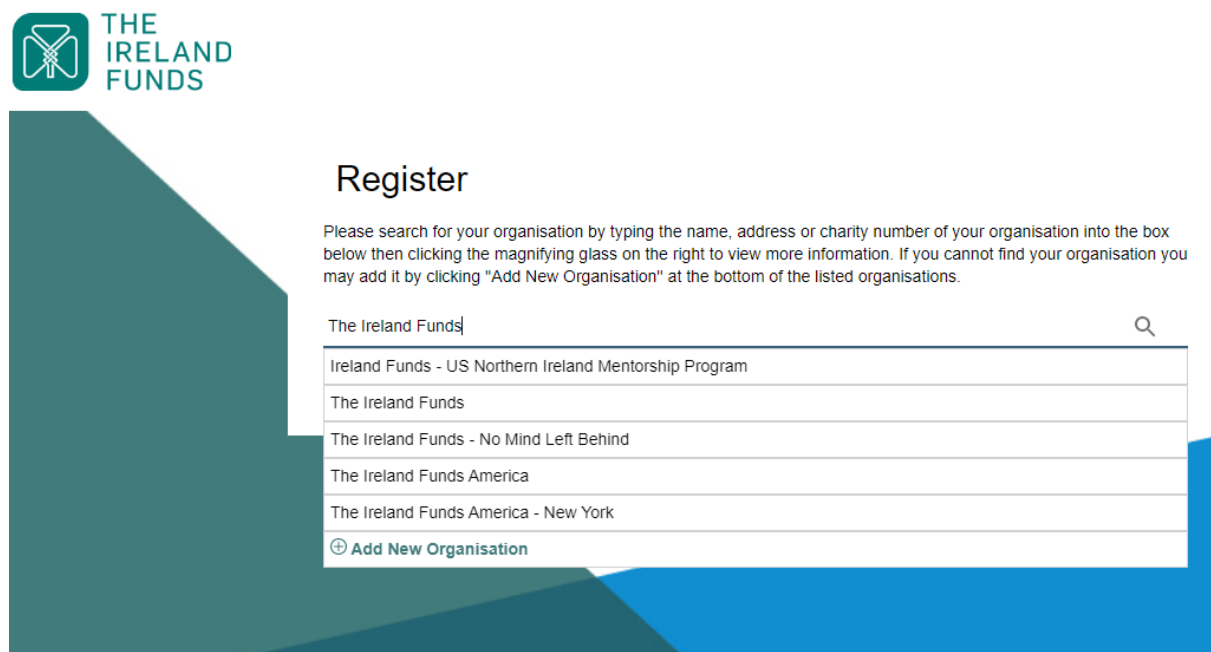 THE
IRELAND
FUNDS
Register
Please search for your organisation by typing the name, address or charity number of your organisation into the box
below then clicking the magnifying glass on the right to view more information. If you cannot find your organisation you
may add it by clicking "Add New Organisation" at the bottom of the listed organisations.
The Ireland Funds
Ireland Funds - US Northern Ireland Mentorship Program
The Ireland Funds
The Ireland Funds - No Mind Left Behind
The Ireland Funds America
The Ireland Funds America - New York
Add New Organisation